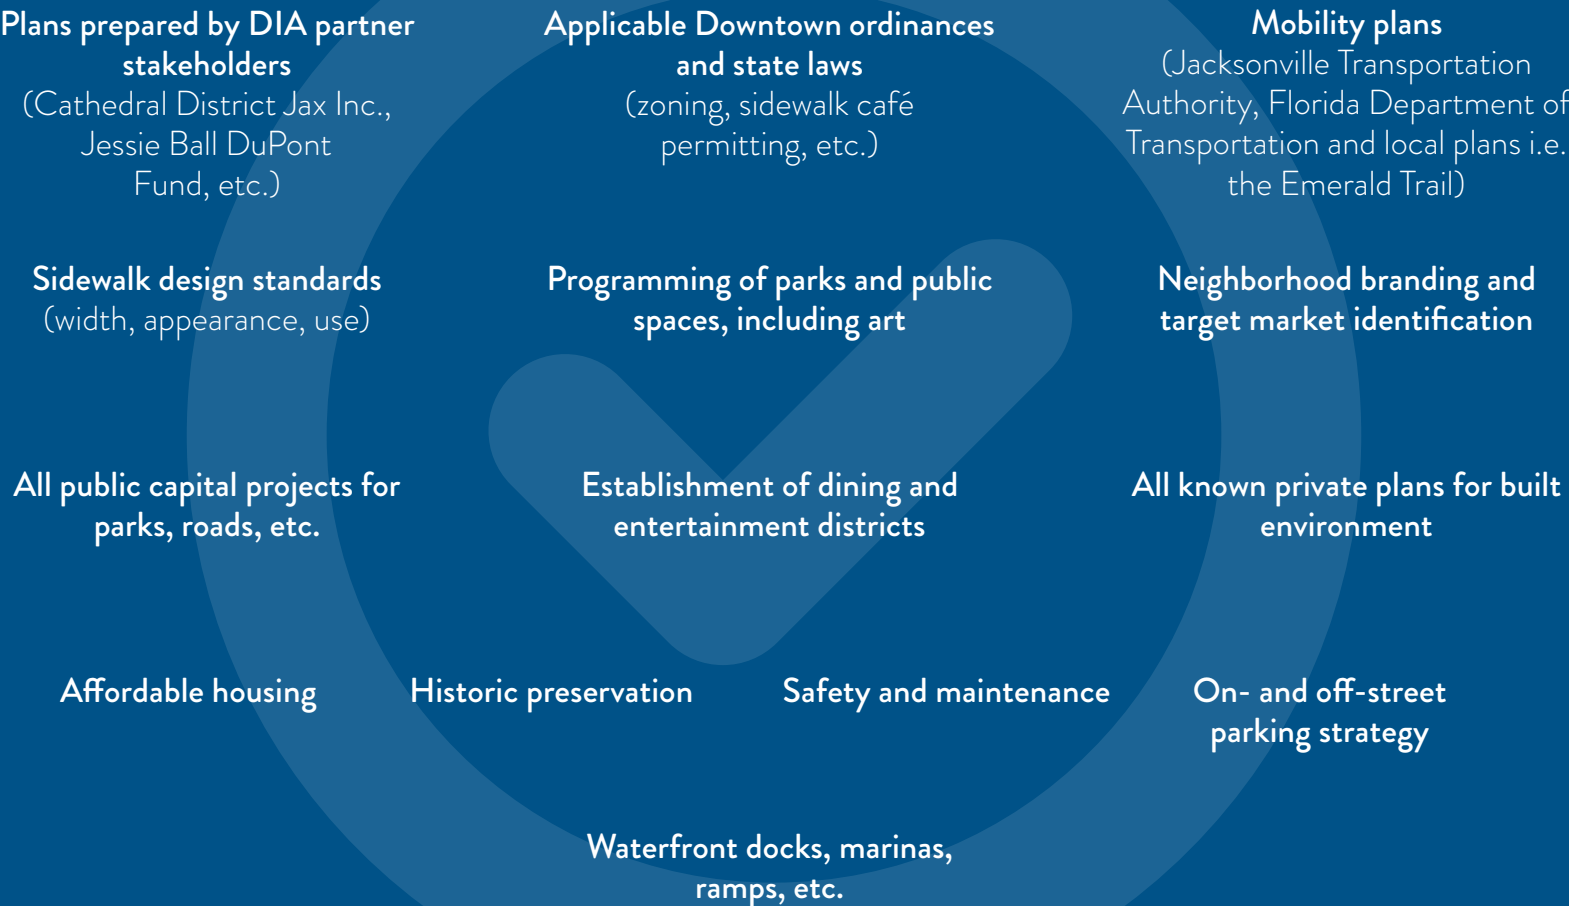 Plans prepared by DIA partner
stakeholders
(Cathedral District Jax Inc.,
Jessie Ball DuPont
Fund, etc.)
Applicable Downtown ordinances
and state laws
(zoning, sidewalk café
permitting, etc.)
Mobility plans
(Jacksonville Transportation
Authority, Florida Department of
Transportation and local plans i.e.
the Emerald Trail)
Sidewalk design standards
(width, appearance, use)
Programming of parks and public
spaces, including art
Neighborhood branding and
target market identification
All public capital projects for
parks, roads, etc.
Establishment of dining and
entertainment districts
All known private plans for built
environment
Affordable housing
Historic preservation
Safety and maintenance
On- and off-street
parking strategy
Waterfront docks, marinas,
ramps, etc.